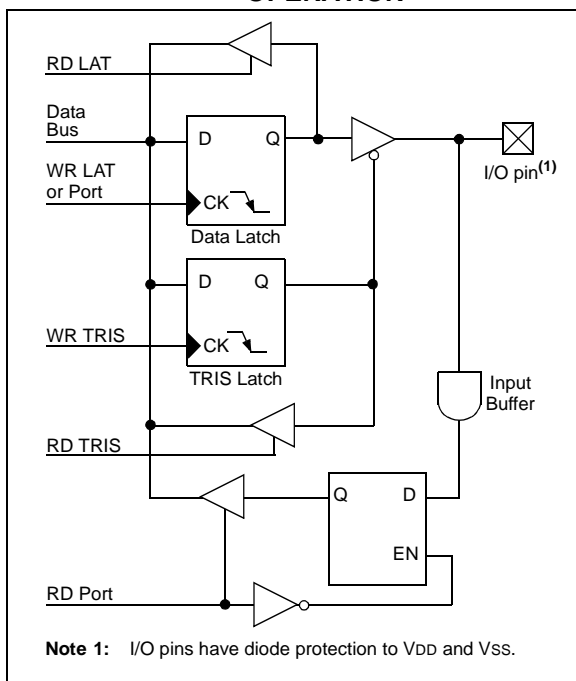 OPERATION
RD LAT
Data
Bus
D Q
WR LAT
or Port
CK
Data Latch
I/O pin(1)
D Q
WR TRIS
CK
TRIS Latch
Input
Buffer
RD TRIS
Q D
EN
RD Port
Note 1: I/O pins have diode protection to VDD and VSS.